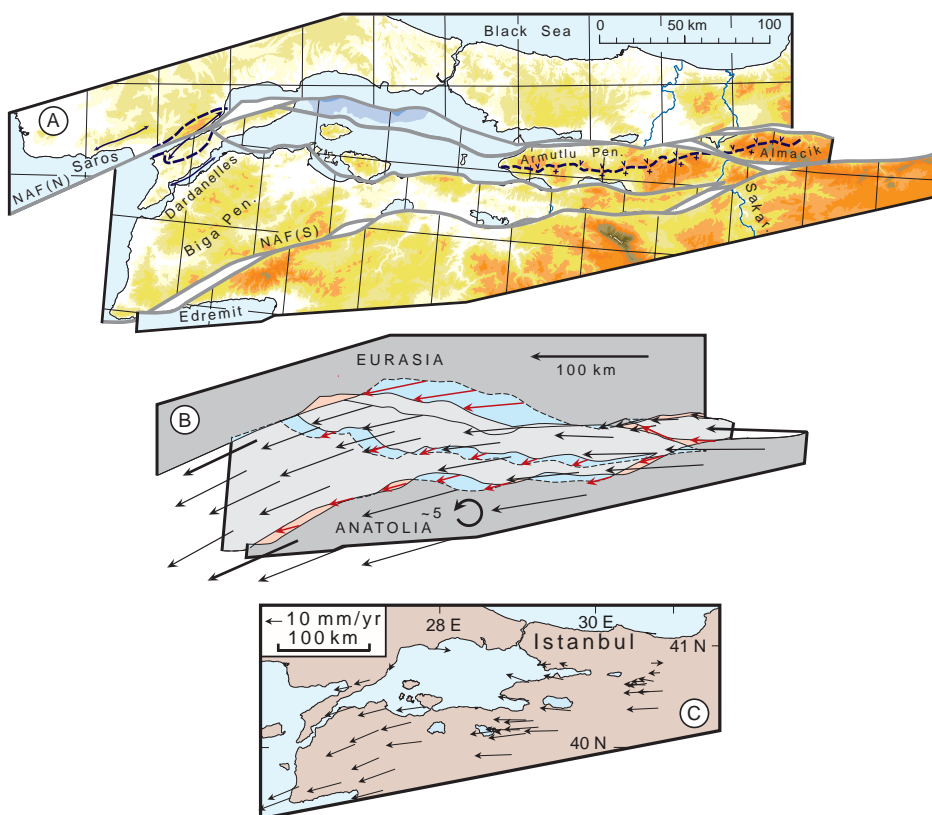 Black Sea
0 50 km 100
A
Saros
NAF(N)
Dardanelles
Biga Pen.
NAF(S)
Armutlu Pen.
Almacik
Sakar.
Edremit
EURASIA
100 km
B
~5
ANATOLIA
10 mm/yr
100 km
28 E
30 E
Istanbul
41 N
C
40 N